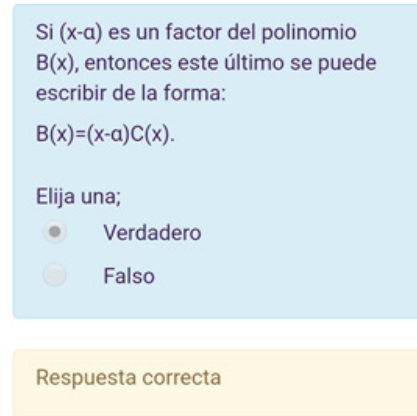 Si (x-α) es un factor del polinomio
B(x), entonces este último se puede
escribir de la forma:
B(x)=(x-α)C(x).
Elija una;
Verdadero
Falso
Respuesta correcta